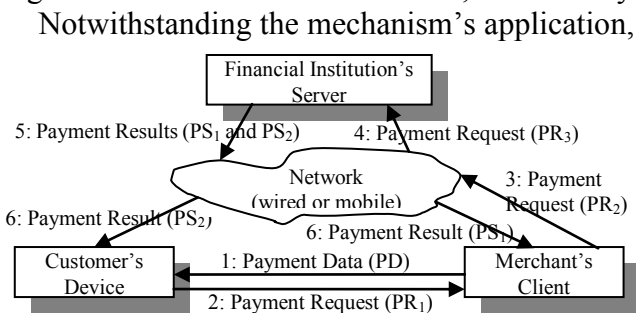 Notwithstanding the mechanism's application,
Financial Institution's
Server
5: Payment Results (PS1 and PS2)
4: Payment Request (PR3)
Network
(wired or mobile)
3: Payment
Request (PR2)
6: Payment Result (PS2)
6: Payment Result (PS1)
Customer's
Device
1: Payment Data (PD)
Merchant's
Client
2: Payment Request (PR1)